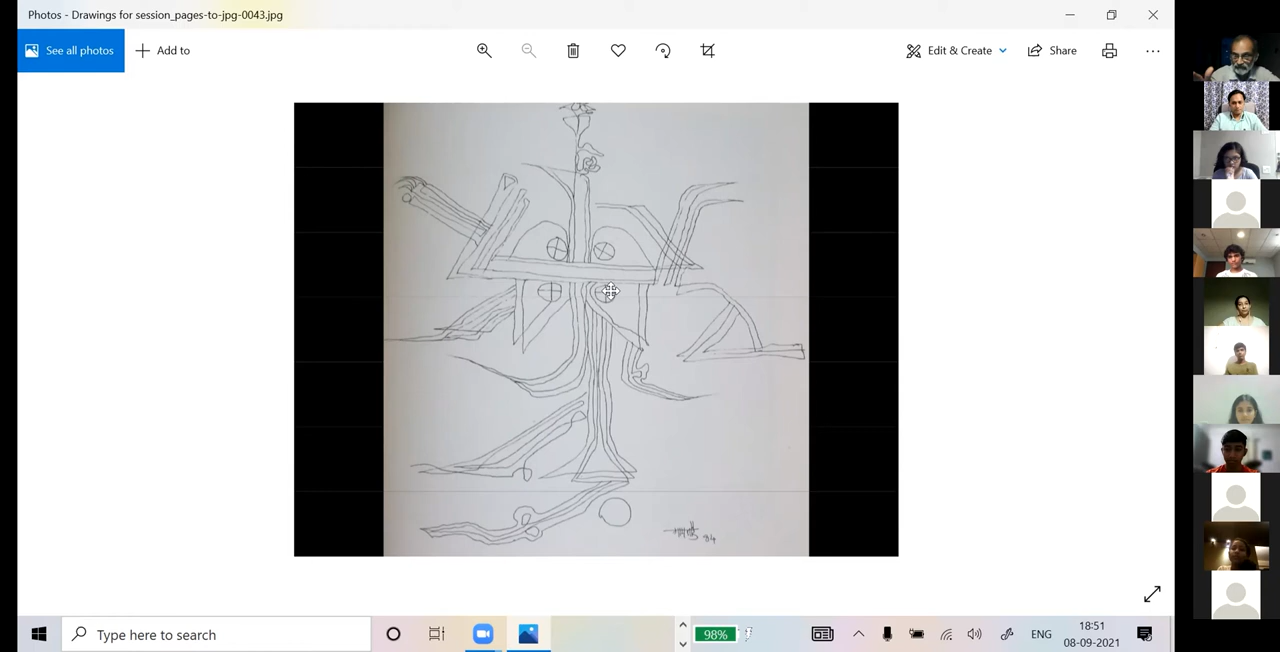 Photos - Drawings for session_pages-to-jpg-0043.jpg
See all photos
Add to
Edit & Create
Share
84
Type here to search
98%
ENG
18:51
08-09-2021